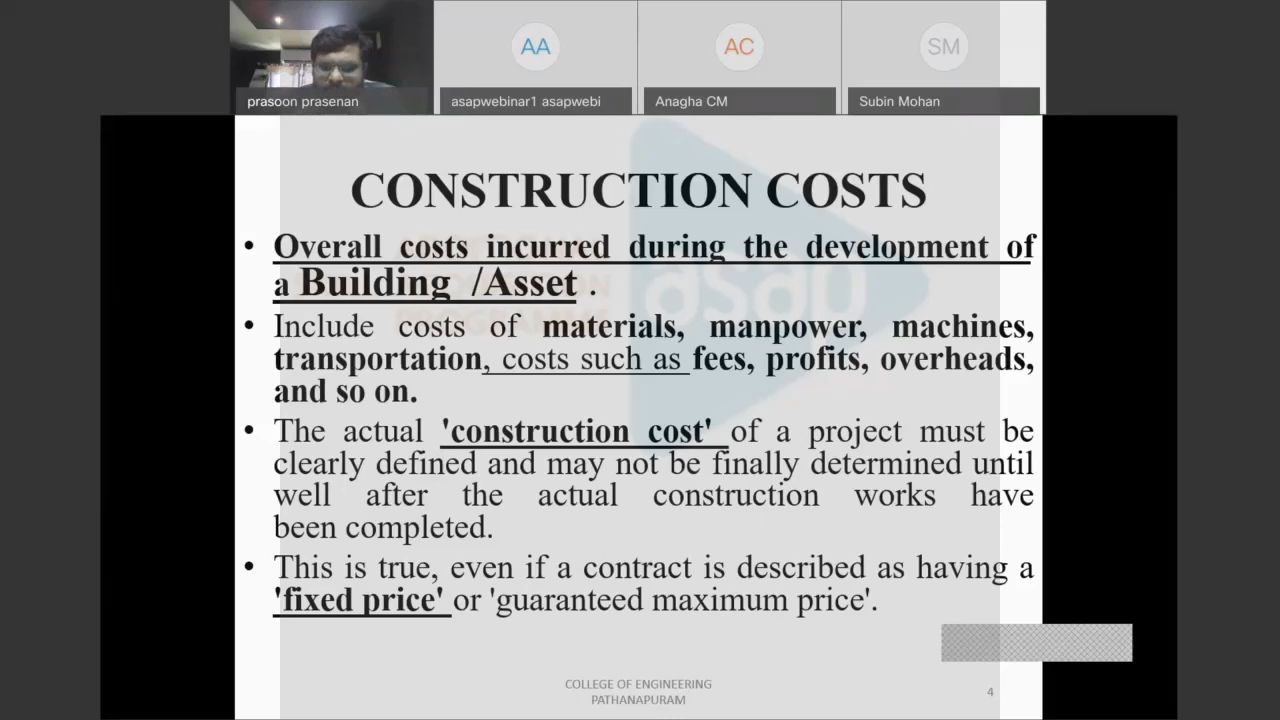 AA
AC
SM
prasoon prasenan
asapwebinar1 asapwebi
Anagha CM
Subin Mohan
CONSTRUCTION COSTS
• Overall costs incurred during the development of
a Building /Asset .
• Include costs of materials, manpower, machines,
transportation, costs such as fees, profits, overheads,
and so on.
• The actual 'construction cost' of a project must be
clearly defined and may not be finally determined until
well after the actual construction works have
been completed.
• This is true, even if a contract is described as having a
'fixed price' or 'guaranteed maximum price'.
asap
COLLEGE OF ENGINEERING
PATHANAPURAM
4